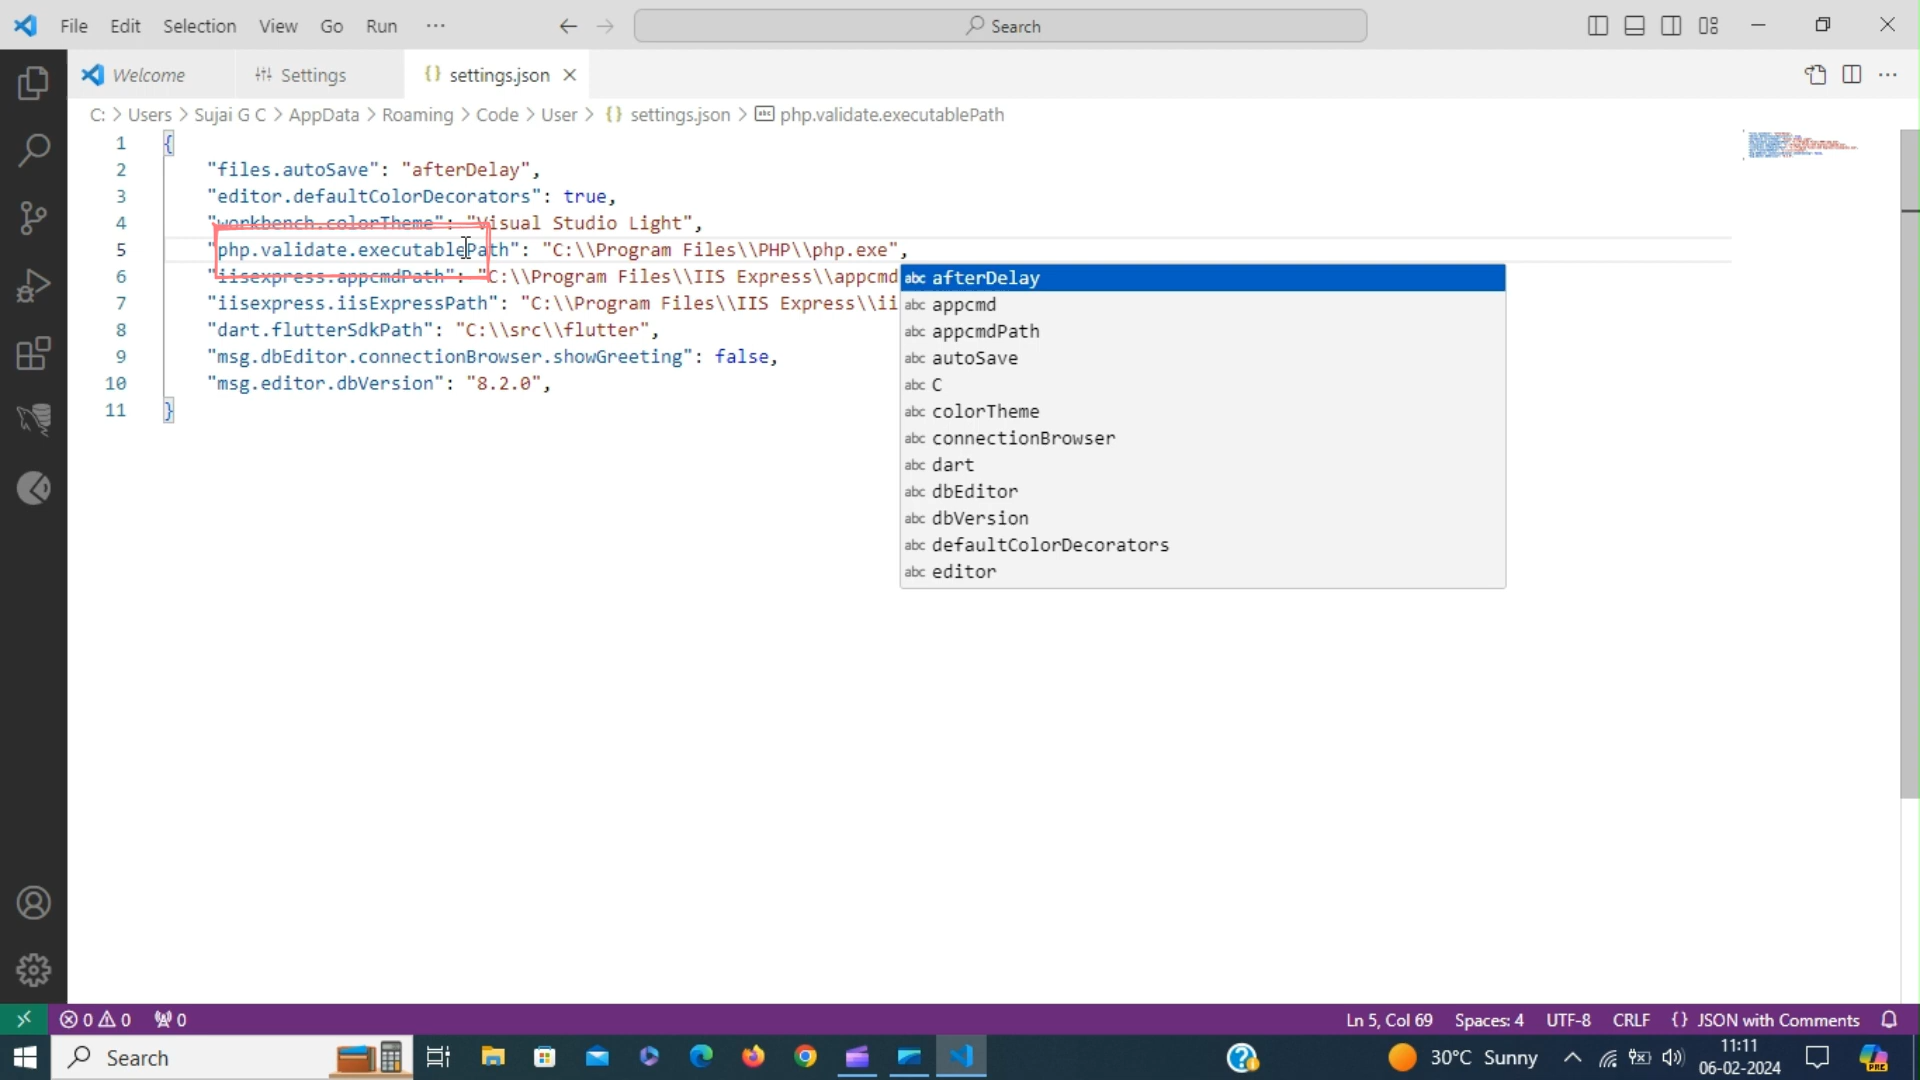 File Edit Selection View Go Run ··· Search
Welcome Settings {} settings.json
C: > Users > Sujai G C > AppData > Roaming > Code > User > {} settings.json > abc php.validate.executablePath
1 {
2 "files.autoSave": "afterDelay",
3 "editor.defaultColorDecorators": true,
4 "workbench.colorTheme": "Visual Studio Light",
5 "php.validate.executablePath": "C:\\Program Files\\PHP\\php.exe",
6 "iisexpress.appcmdPath": "C:\\Program Files\\IIS Express\\appcmd
7 "iisexpress.iisExpressPath": "C:\\Program Files\\IIS Express\\ii
8 "dart.flutterSdkPath": "C:\\src\\flutter",
9 "msg.dbEditor.connectionBrowser.showGreeting": false,
10 "msg.editor.dbVersion": "8.2.0",
11 }
abc afterDelay
abc appcmd
abc appcmdPath
abc autoSave
abc C
abc colorTheme
abc connectionBrowser
abc dart
abc dbEditor
abc dbVersion
abc defaultColorDecorators
abc editor
0 0 0 Ln 5, Col 69 Spaces: 4 UTF-8 CRLF {} JSON with Comments
Search 30°C Sunny 11:11
06-02-2024
PRE